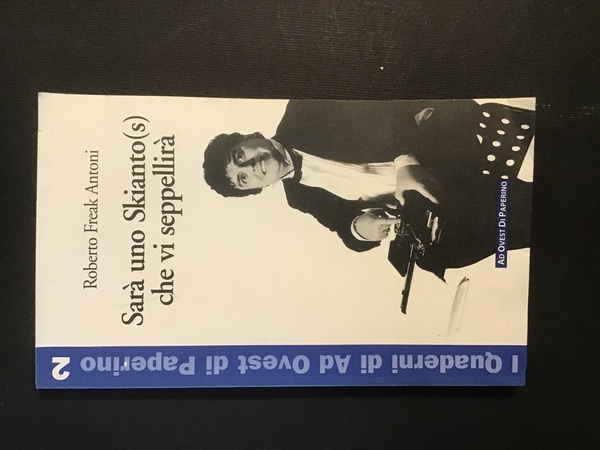 Roberto Freak Antoni
Sarà uno Skianto(s)
che vi seppellirà
AD OVEST DI PAPERINO
I Quaderni di Ad Ovest di Paperino 2